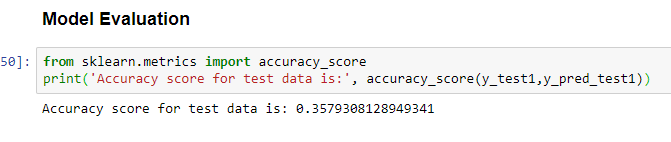 Model Evaluation
50]: from sklearn.metrics import accuracy_score
print('Accuracy score for test data is:', accuracy_score(y_test1,y_pred_test1))
Accuracy score for test data is: 0.3579308128949341